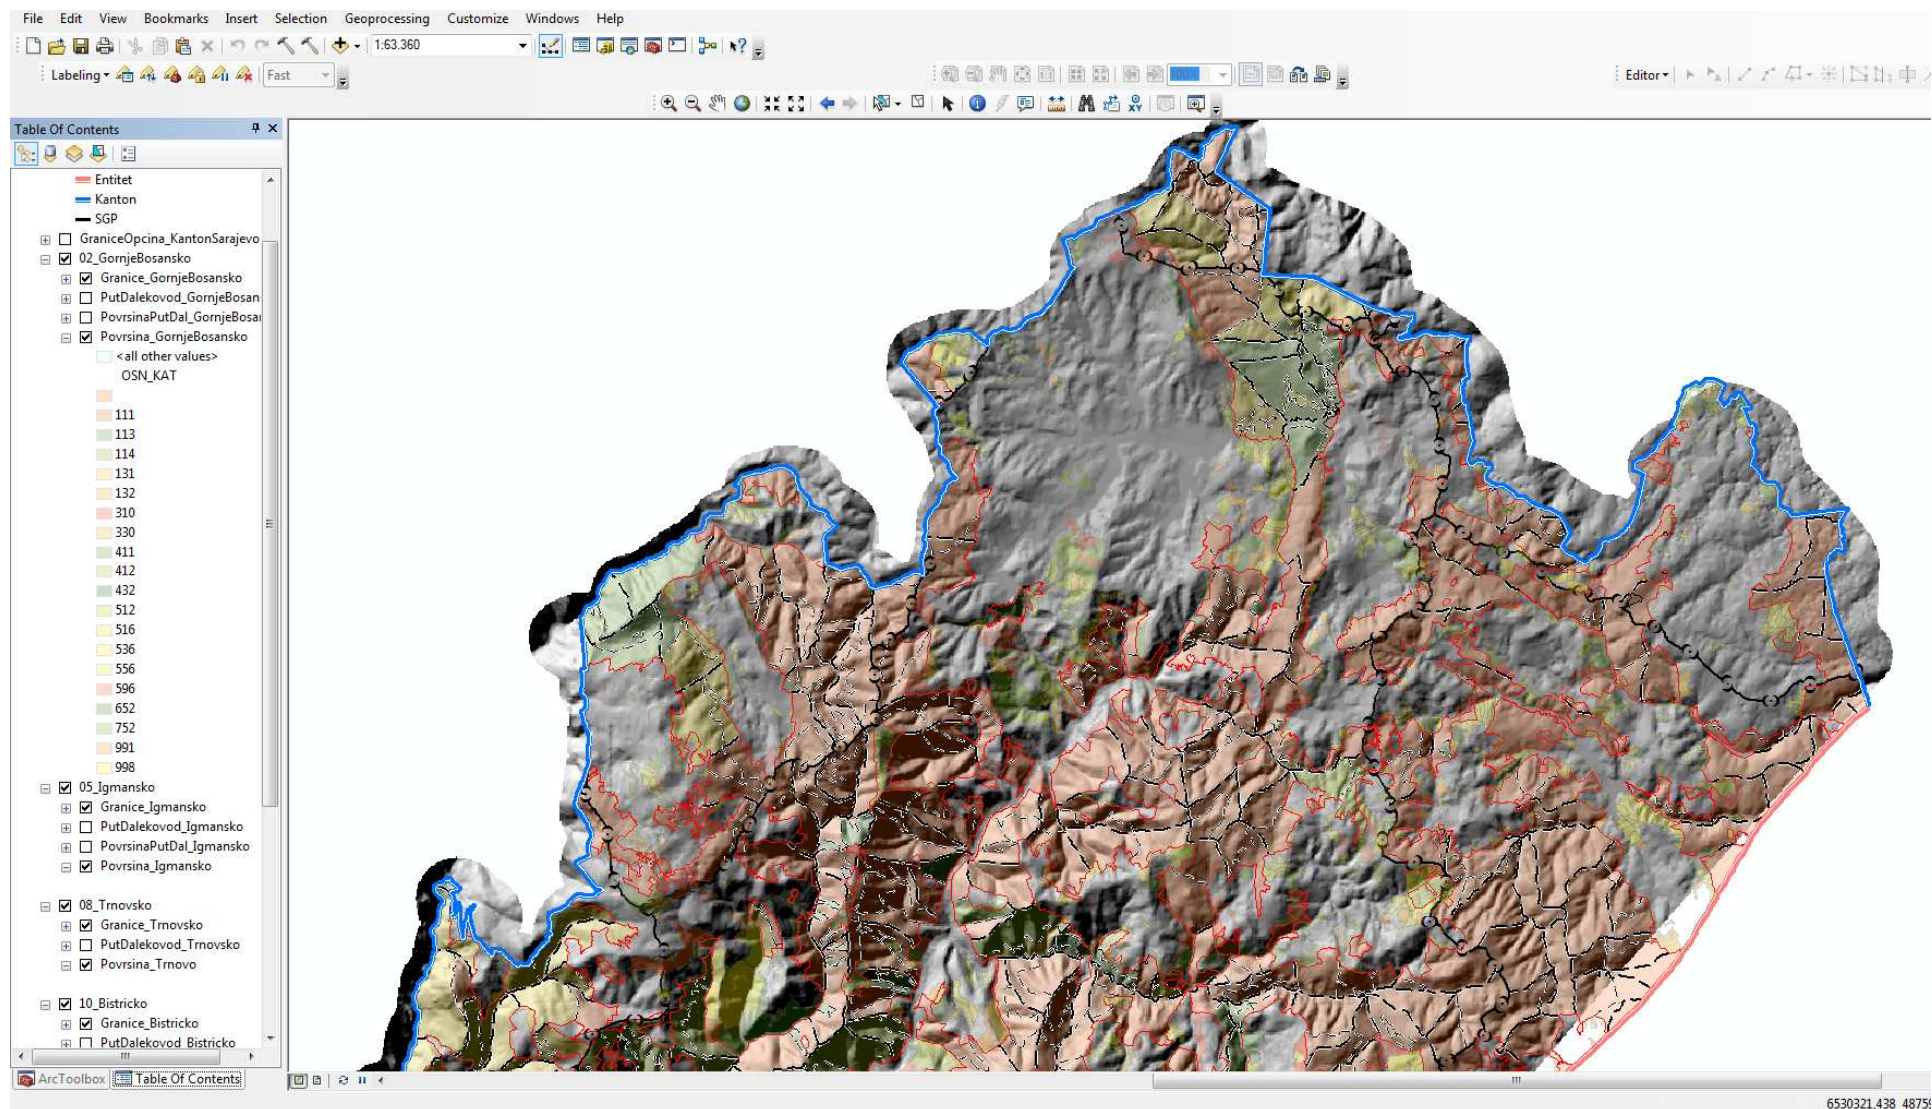 File Edit View Bookmarks Insert Selection Geoprocessing Customize Windows Help
1:63.360
Labeling Fast 100% Editor
XY
Table Of Contents
Entitet
Kanton
SGP
GraniceOpcina_KantonSarajevo
02_GornjeBosansko
Granice_GornjeBosansko
PutDalekovod_GornjeBosan
PovrsinaPutDal_GornjeBosa
Povrsina_GornjeBosansko
<all other values>
OSN_KAT
111
113
114
131
132
310
330
411
412
432
512
516
536
556
596
652
752
991
998
05_Igmansko
Granice_Igmansko
PutDalekovod_Igmansko
PovrsinaPutDal_Igmansko
Povrsina_Igmansko
08_Trnovsko
Granice_Trnovsko
PutDalekovod_Trnovsko
Povrsina_Trnovo
10_Bistricko
Granice_Bistricko
PutDalekovod_Bistricko
ArcToolbox Table Of Contents
6530321.438 48759